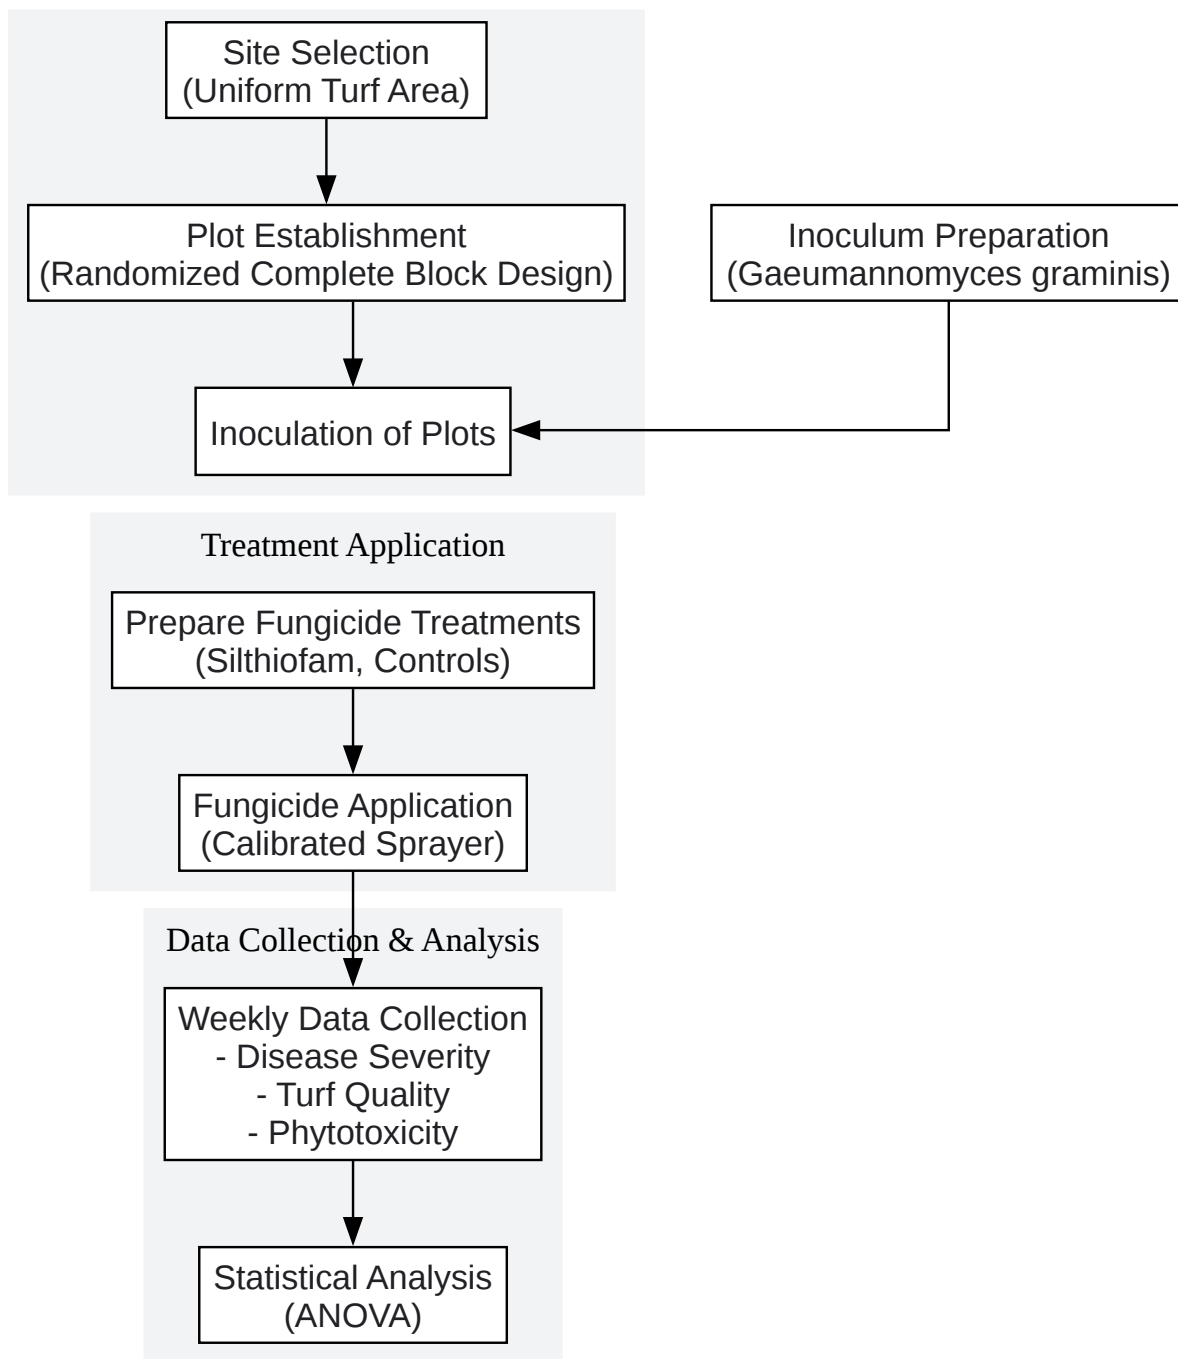 Site Selection
(Uniform Turf Area)
Plot Establishment
(Randomized Complete Block Design)
Inoculum Preparation
(Gaeumannomyces graminis)
Inoculation of Plots
Treatment Application
Prepare Fungicide Treatments
(Silthiofam, Controls)
Fungicide Application
(Calibrated Sprayer)
Data Collection & Analysis
Weekly Data Collection
- Disease Severity
- Turf Quality
- Phytotoxicity
Statistical Analysis
(ANOVA)